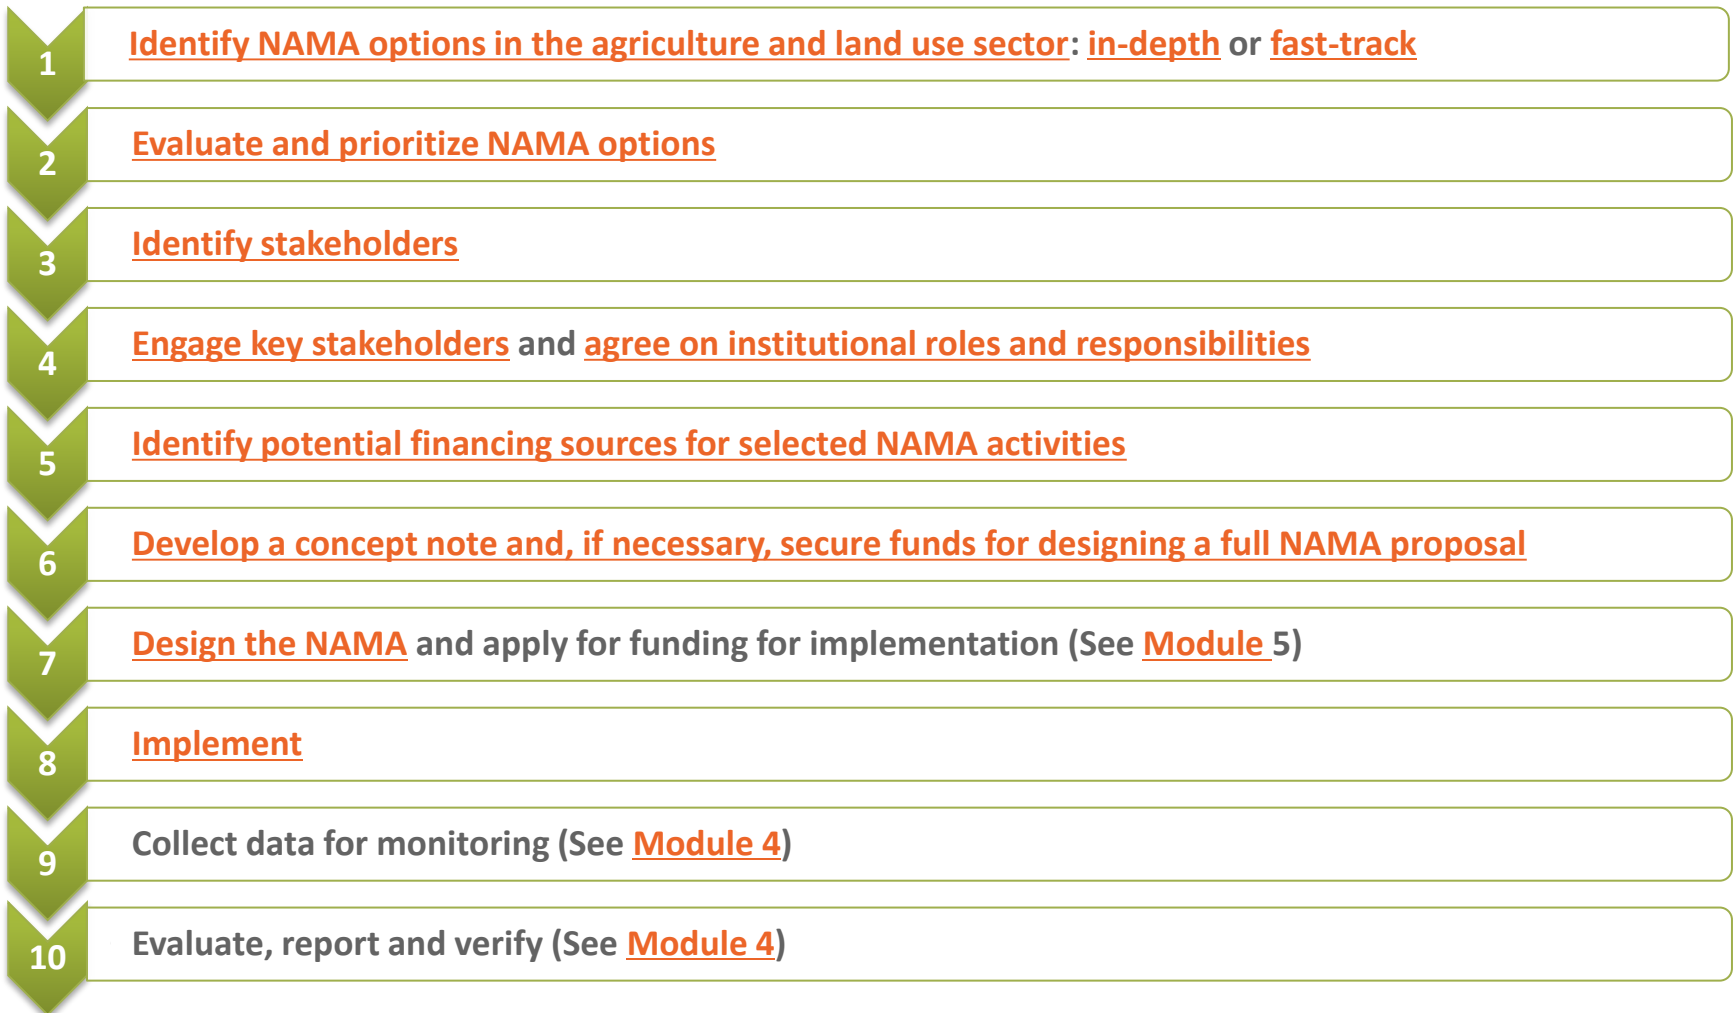 1
Identify NAMA options in the agriculture and land use sector: in-depth or fast-track
2
Evaluate and prioritize NAMA options
3
Identify stakeholders
4
Engage key stakeholders and agree on institutional roles and responsibilities
5
Identify potential financing sources for selected NAMA activities
6
Develop a concept note and, if necessary, secure funds for designing a full NAMA proposal
7
Design the NAMA and apply for funding for implementation (See Module 5)
8
Implement
9
Collect data for monitoring (See Module 4)
10
Evaluate, report and verify (See Module 4)